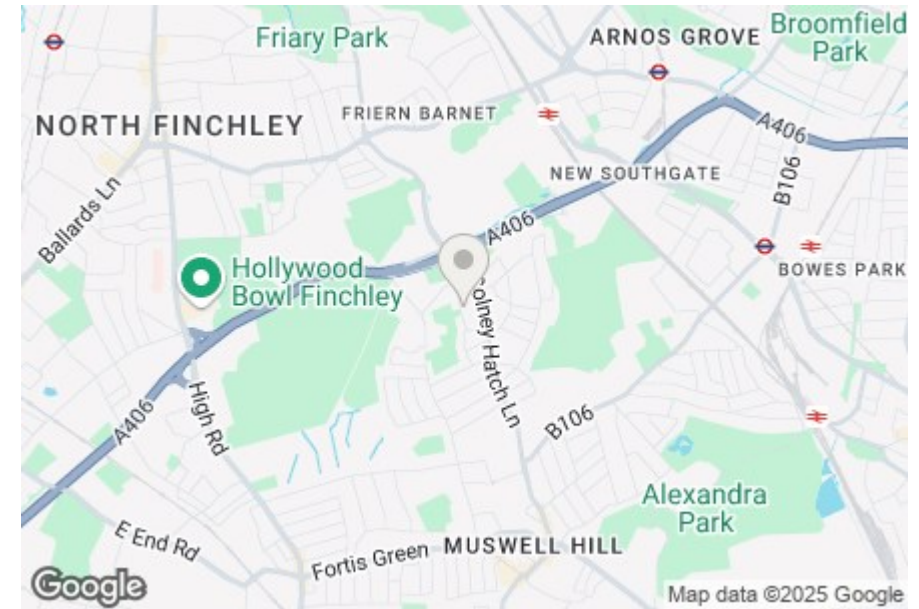 Friary Park
ARNOS GROVE
Broomfield
Park
NORTH FINCHLEY
FRIERN BARNET
A406
B106
NEW SOUTHGATE
Ballards Ln
A406
Hollywood
Bowl Finchley
BOWES PARK
Colney Hatch Ln
High Rd
A406
B106
Alexandra
Park
E End Rd
Fortis Green
MUSWELL HILL
Google
Map data ©2025 Google